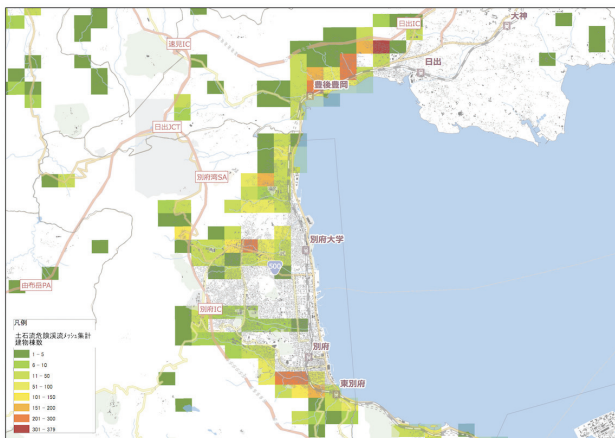 日出IC
大神
速見IC
日出
豊後豊岡
日出JCT
別府湾SA
別府大学
500
由布岳PA
別府IC
別府
東別府
凡例
土石流危険渓流メッシュ集計
建物棟数
1 - 5
6 - 10
11 - 50
51 - 100
101 - 150
151 - 200
201 - 300
301 - 379